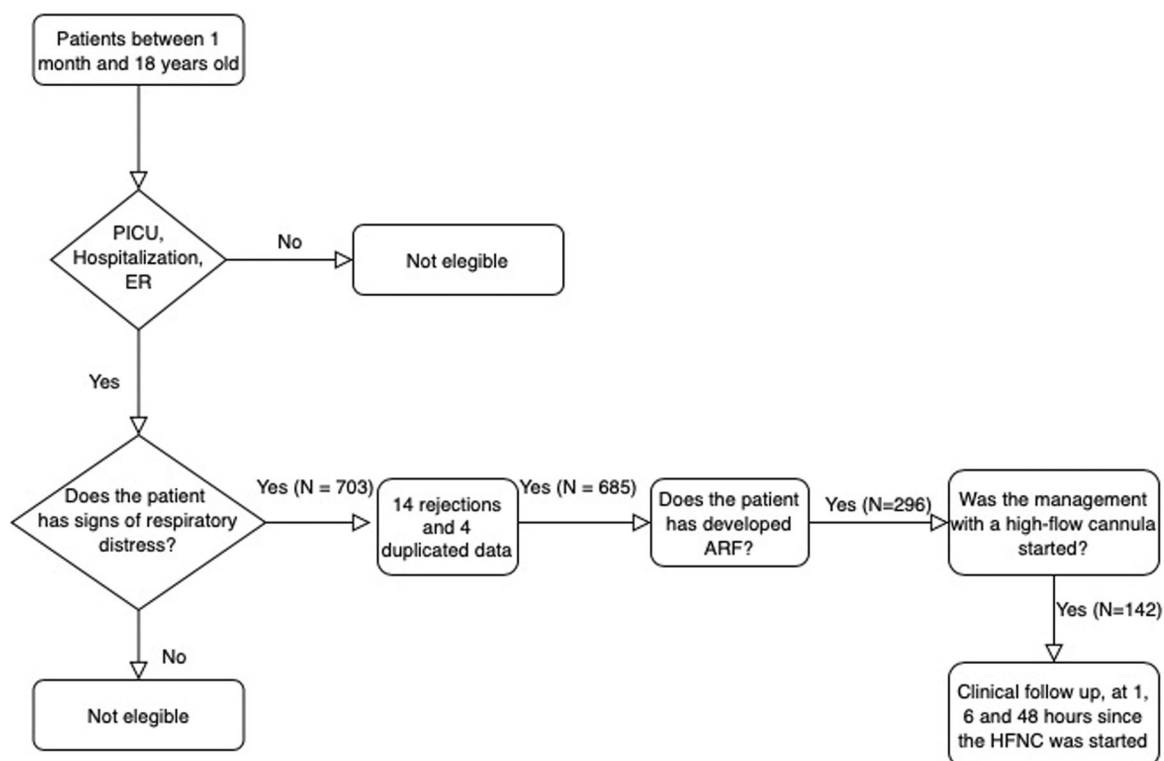 Patients between 1
month and 18 years old
PICU,
Hospitalization,
ER
No
Not elegible
Yes
Does the patient
has signs of respiratory
distress?
Yes (N = 703)
14 rejections
and 4
duplicated data
Yes (N = 685)
Does the patient
has developed
ARF?
Yes (N=296)
Was the management
with a high-flow cannula
started?
Yes (N=142)
Clinical follow up, at 1,
6 and 48 hours since
the HFNC was started
No
Not elegible